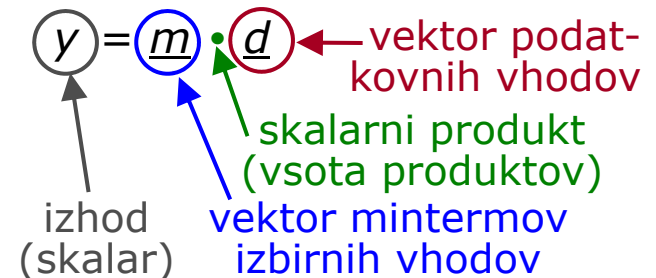 y = m • d
vektor podat-
kovnih vhodov
skalarni produkt
(vsota produktov)
izhod
(skalar)
vektor mintermov
izbirnih vhodov